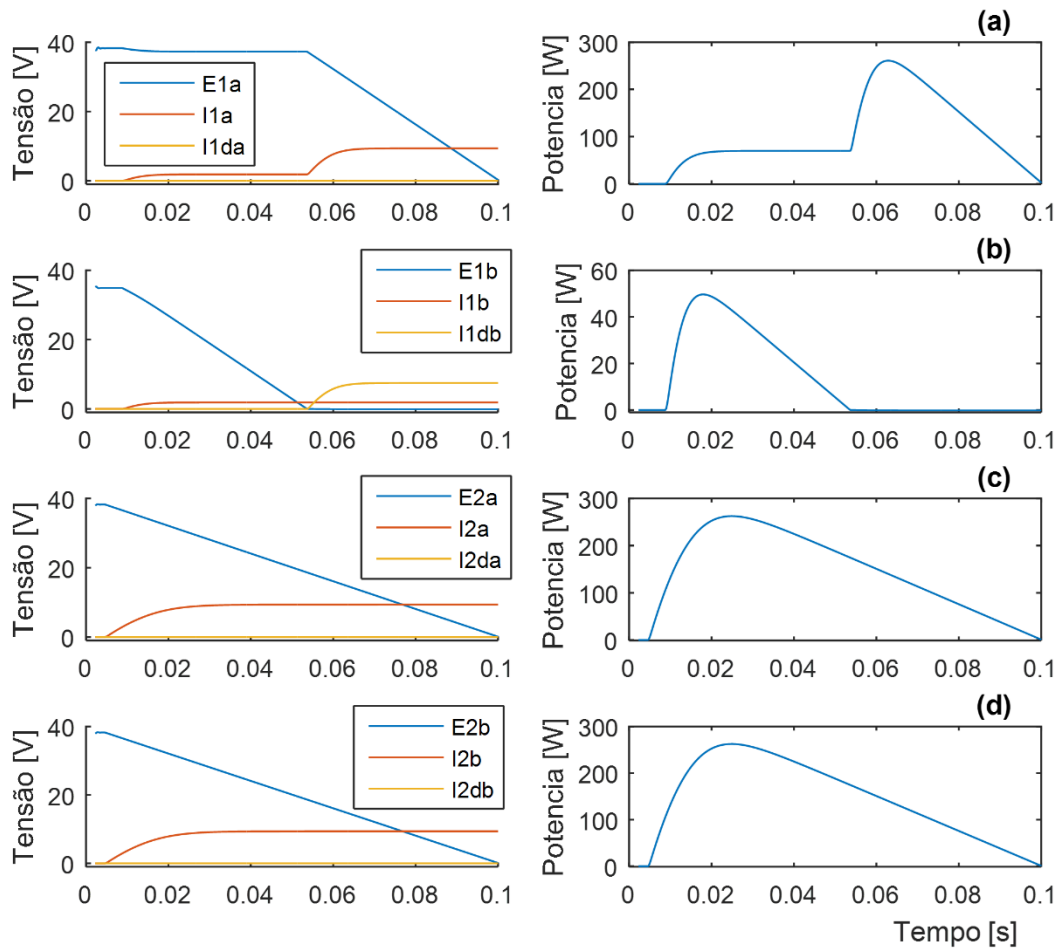 (a)
Tensão [V]
40
20
0
E1a
I1a
I1da
0 0.02 0.04 0.06 0.08 0.1
Potencia [W]
300
200
100
0
0 0.02 0.04 0.06 0.08 0.1
(b)
Tensão [V]
40
20
0
E1b
I1b
I1db
0 0.02 0.04 0.06 0.08 0.1
Potencia [W]
60
40
20
0
0 0.02 0.04 0.06 0.08 0.1
(c)
Tensão [V]
40
20
0
E2a
I2a
I2da
0 0.02 0.04 0.06 0.08 0.1
Potencia [W]
300
200
100
0
0 0.02 0.04 0.06 0.08 0.1
(d)
Tensão [V]
40
20
0
E2b
I2b
I2db
0 0.02 0.04 0.06 0.08 0.1
Potencia [W]
300
200
100
0
0 0.02 0.04 0.06 0.08 0.1
Tempo [s]